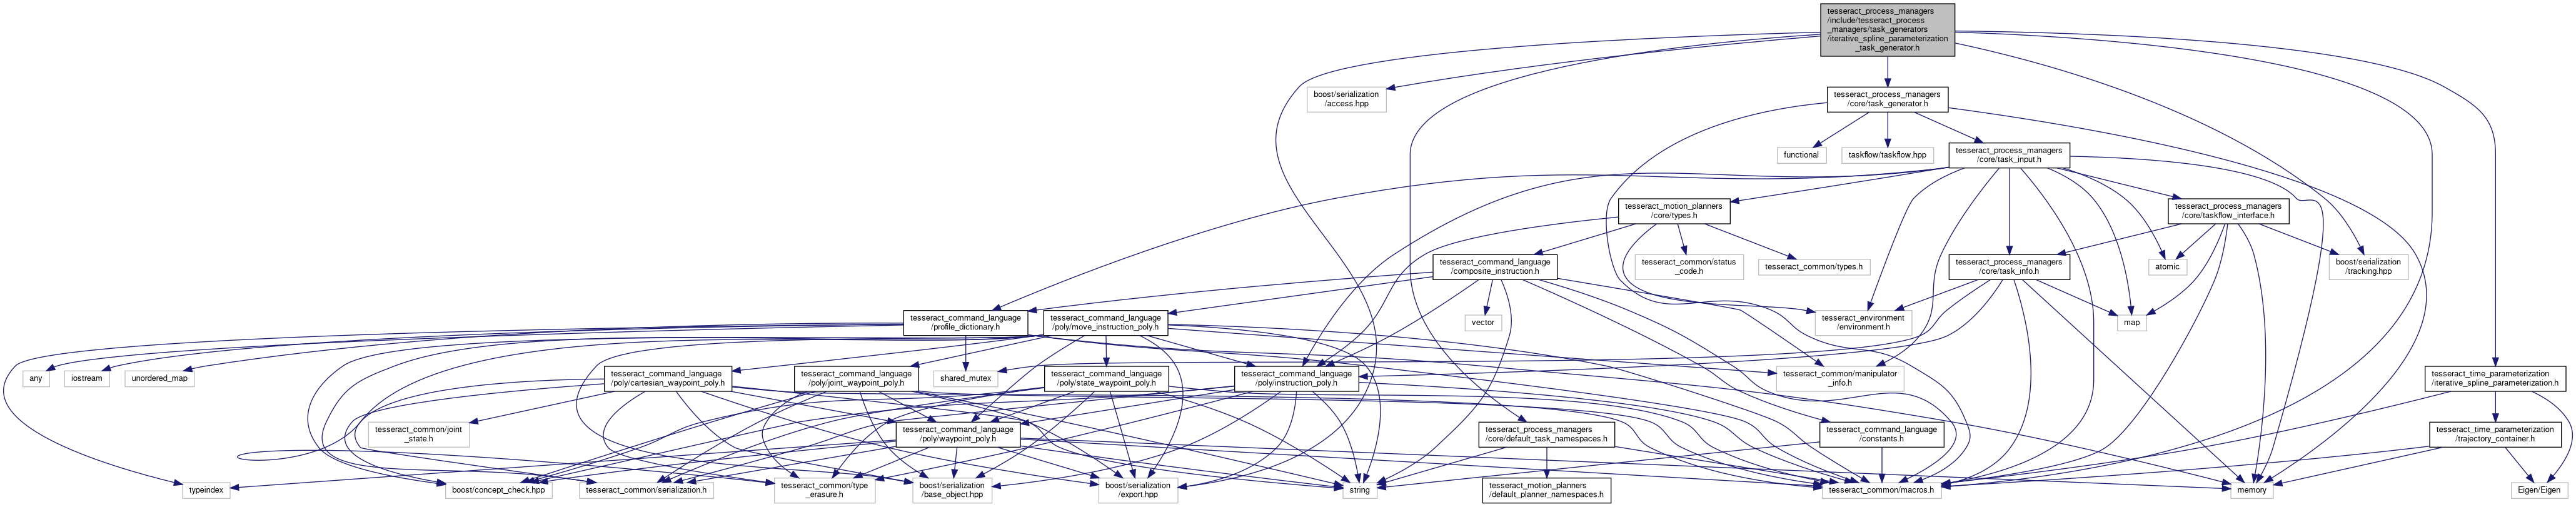 tesseract_process_managers
/include/tesseract_process
_managers/task_generators
/iterative_spline_parameterization
_task_generator.h
boost/serialization
/access.hpp
tesseract_process_managers
/core/task_generator.h
functional
taskflow/taskflow.hpp
tesseract_process_managers
/core/task_input.h
tesseract_motion_planners
/core/types.h
tesseract_process_managers
/core/taskflow_interface.h
tesseract_command_language
/composite_instruction.h
tesseract_common/status
_code.h
tesseract_common/types.h
tesseract_process_managers
/core/task_info.h
atomic
boost/serialization
/tracking.hpp
tesseract_command_language
/profile_dictionary.h
tesseract_command_language
/poly/move_instruction_poly.h
vector
tesseract_environment
/environment.h
map
any
iostream
unordered_map
tesseract_command_language
/poly/cartesian_waypoint_poly.h
tesseract_command_language
/poly/joint_waypoint_poly.h
shared_mutex
tesseract_command_language
/poly/state_waypoint_poly.h
tesseract_command_language
/poly/instruction_poly.h
tesseract_common/manipulator
_info.h
tesseract_time_parameterization
/iterative_spline_parameterization.h
tesseract_common/joint
_state.h
tesseract_command_language
/poly/waypoint_poly.h
tesseract_process_managers
/core/default_task_namespaces.h
tesseract_command_language
/constants.h
tesseract_time_parameterization
/trajectory_container.h
typeindex
boost/concept_check.hpp
tesseract_common/serialization.h
tesseract_common/type
_erasure.h
boost/serialization
/base_object.hpp
boost/serialization
/export.hpp
string
tesseract_motion_planners
/default_planner_namespaces.h
tesseract_common/macros.h
memory
Eigen/Eigen